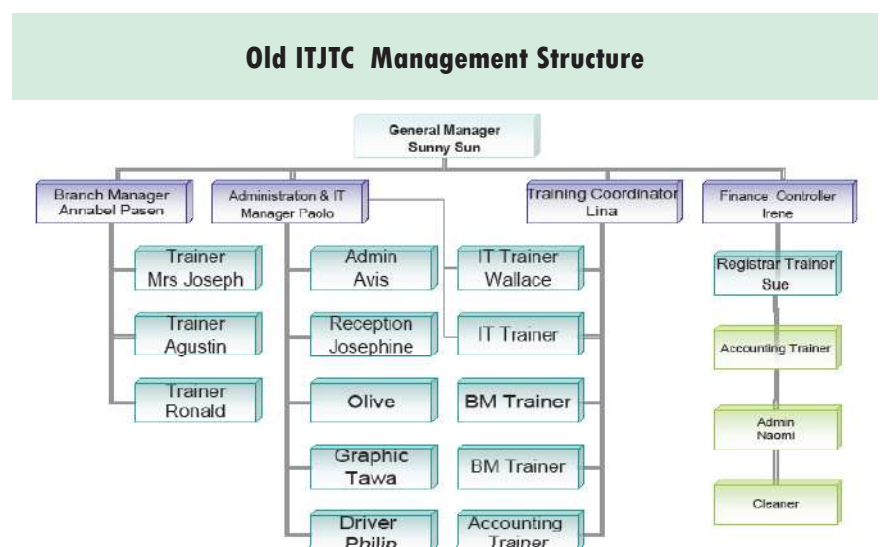 Old ITJTC Management Structure
General Manager
Sunny Sun
Branch Manager
Annabel Pasen
Administration & IT
Manager Paolo
Training Coordinator
Lina
Finance Controller
Irene
Trainer
Mrs Joseph
Trainer
Agustin
Trainer
Ronald
Admin
Avis
Reception
Josephine
Olive
Graphic
Tawa
Driver
Philip
IT Trainer
Wallace
IT Trainer
BM Trainer
BM Trainer
Accounting
Trainer
Registrar Trainer
Sue
Accounting Trainer
Admin
Naomi
Cleaner